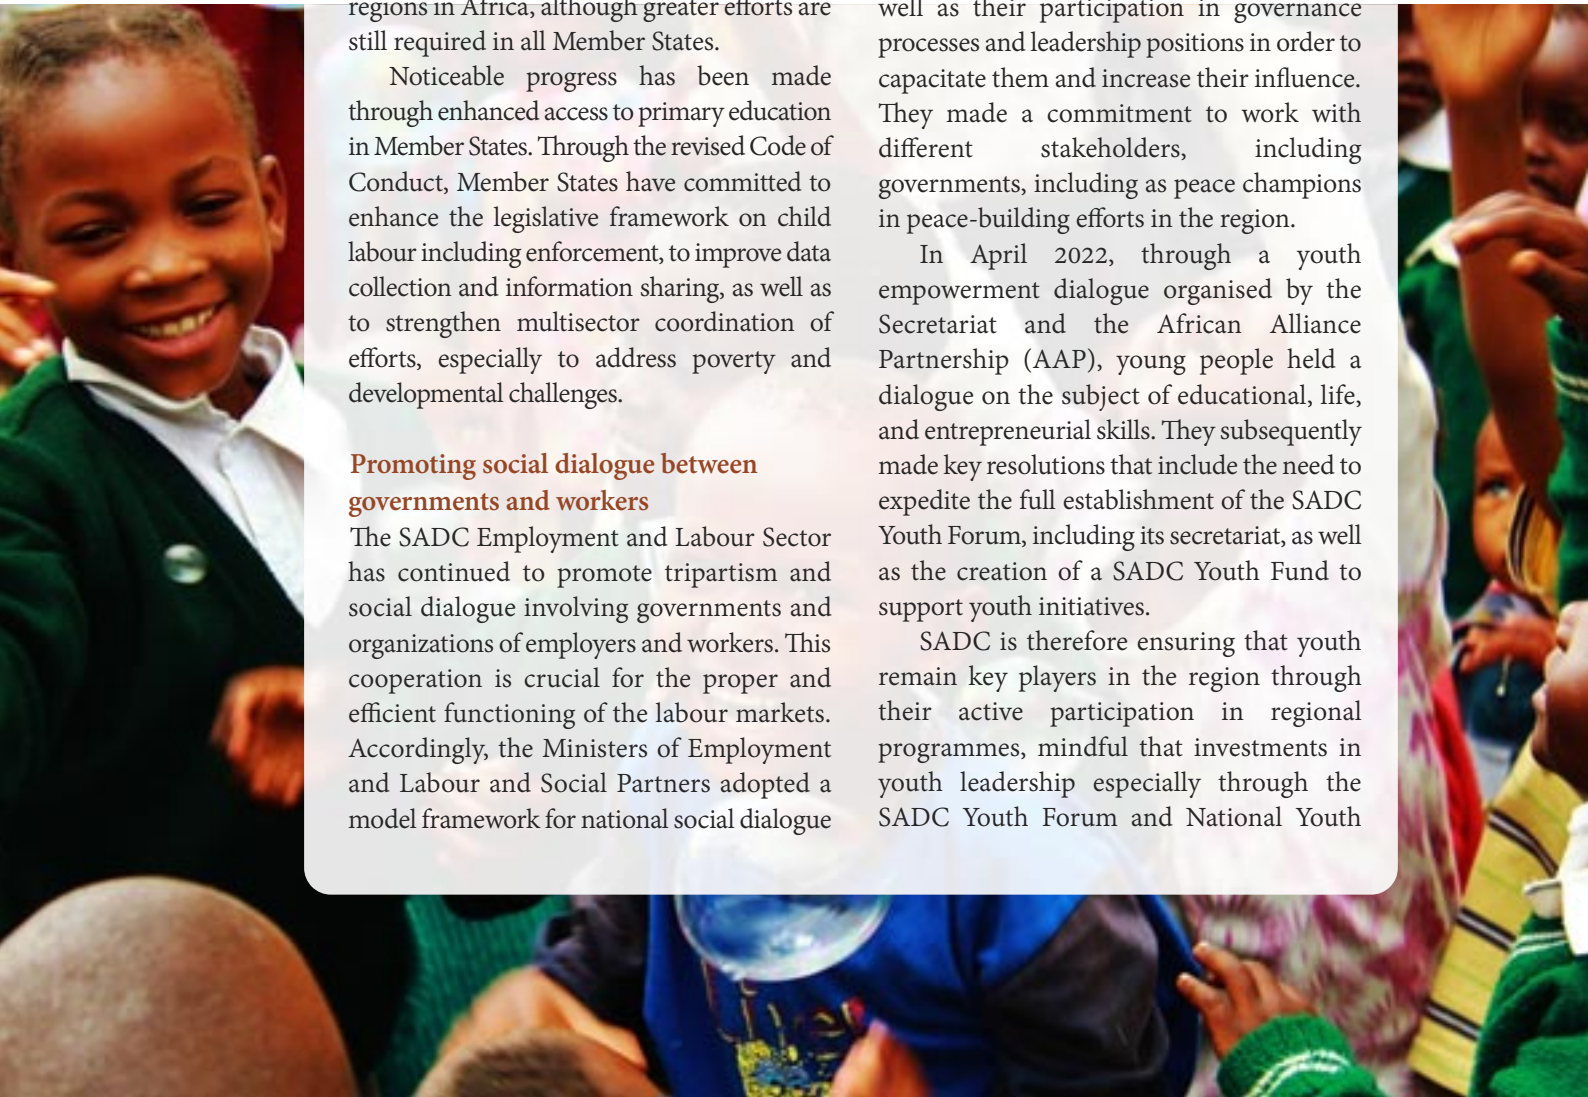 regions in Africa, although greater efforts are
still required in all Member States.
Noticeable progress has been made
through enhanced access to primary education
in Member States. Through the revised Code of
Conduct, Member States have committed to
enhance the legislative framework on child
labour including enforcement, to improve data
collection and information sharing, as well as
to strengthen multisector coordination of
efforts, especially to address poverty and
developmental challenges.
Promoting social dialogue between
governments and workers
The SADC Employment and Labour Sector
has continued to promote tripartism and
social dialogue involving governments and
organizations of employers and workers. This
cooperation is crucial for the proper and
efficient functioning of the labour markets.
Accordingly, the Ministers of Employment
and Labour and Social Partners adopted a
model framework for national social dialogue
well as their participation in governance
processes and leadership positions in order to
capacitate them and increase their influence.
They made a commitment to work with
different stakeholders, including
governments, including as peace champions
in peace-building efforts in the region.
In April 2022, through a youth
empowerment dialogue organised by the
Secretariat and the African Alliance
Partnership (AAP), young people held a
dialogue on the subject of educational, life,
and entrepreneurial skills. They subsequently
made key resolutions that include the need to
expedite the full establishment of the SADC
Youth Forum, including its secretariat, as well
as the creation of a SADC Youth Fund to
support youth initiatives.
SADC is therefore ensuring that youth
remain key players in the region through
their active participation in regional
programmes, mindful that investments in
youth leadership especially through the
SADC Youth Forum and National Youth